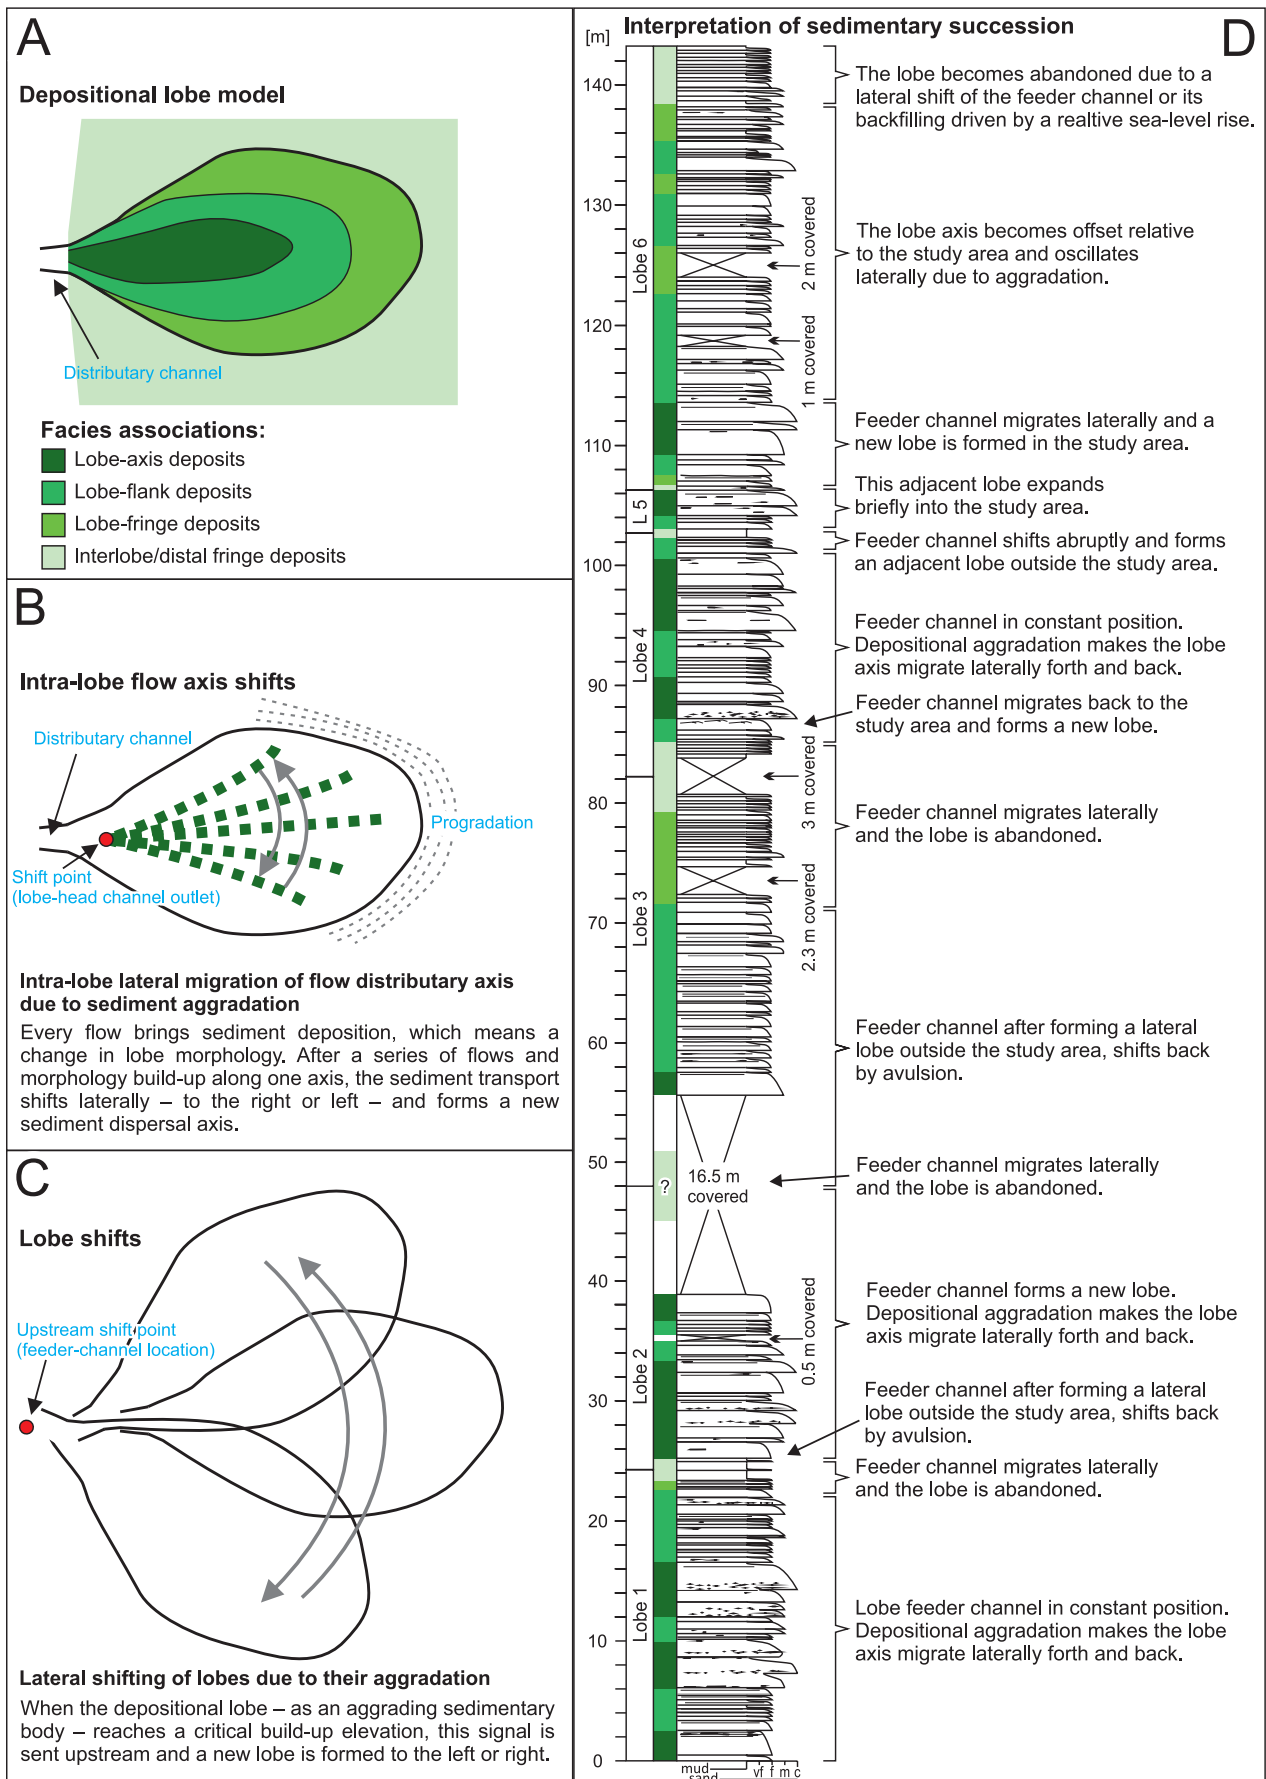 A
Depositional lobe model
Distributary channel
Facies associations:
Lobe-axis deposits
Lobe-flank deposits
Lobe-fringe deposits
Interlobe/distal fringe deposits
B
Intra-lobe flow axis shifts
Distributary channel
Progradation
Shift point
(lobe-head channel outlet)
Intra-lobe lateral migration of flow distributary axis
due to sediment aggradation
Every flow brings sediment deposition, which means a
change in lobe morphology. After a series of flows and
morphology build-up along one axis, the sediment transport
shifts laterally – to the right or left – and forms a new
sediment dispersal axis.
C
Lobe shifts
Upstream shift point
(feeder-channel location)
Lateral shifting of lobes due to their aggradation
When the depositional lobe – as an aggrading sedimentary
body – reaches a critical build-up elevation, this signal is
sent upstream and a new lobe is formed to the left or right.
Interpretation of sedimentary succession
D
[m]
140
130
120
110
100
90
80
70
60
50
40
30
20
10
0
Lobe 6
L 5
Lobe 4
Lobe 3
Lobe 2
Lobe 1
?
16.5 m
covered
2 m covered
1 m covered
3 m covered
2.3 m covered
0.5 m covered
mud
sand
vf f m c
The lobe becomes abandoned due to a
lateral shift of the feeder channel or its
backfilling driven by a realtive sea-level rise.
The lobe axis becomes offset relative
to the study area and oscillates
laterally due to aggradation.
Feeder channel migrates laterally and a
new lobe is formed in the study area.
This adjacent lobe expands
briefly into the study area.
Feeder channel shifts abruptly and forms
an adjacent lobe outside the study area.
Feeder channel in constant position.
Depositional aggradation makes the lobe
axis migrate laterally forth and back.
Feeder channel migrates back to the
study area and forms a new lobe.
Feeder channel migrates laterally
and the lobe is abandoned.
Feeder channel after forming a lateral
lobe outside the study area, shifts back
by avulsion.
Feeder channel migrates laterally
and the lobe is abandoned.
Feeder channel forms a new lobe.
Depositional aggradation makes the lobe
axis migrate laterally forth and back.
Feeder channel after forming a lateral
lobe outside the study area, shifts back
by avulsion.
Feeder channel migrates laterally
and the lobe is abandoned.
Lobe feeder channel in constant position.
Depositional aggradation makes the lobe
axis migrate laterally forth and back.